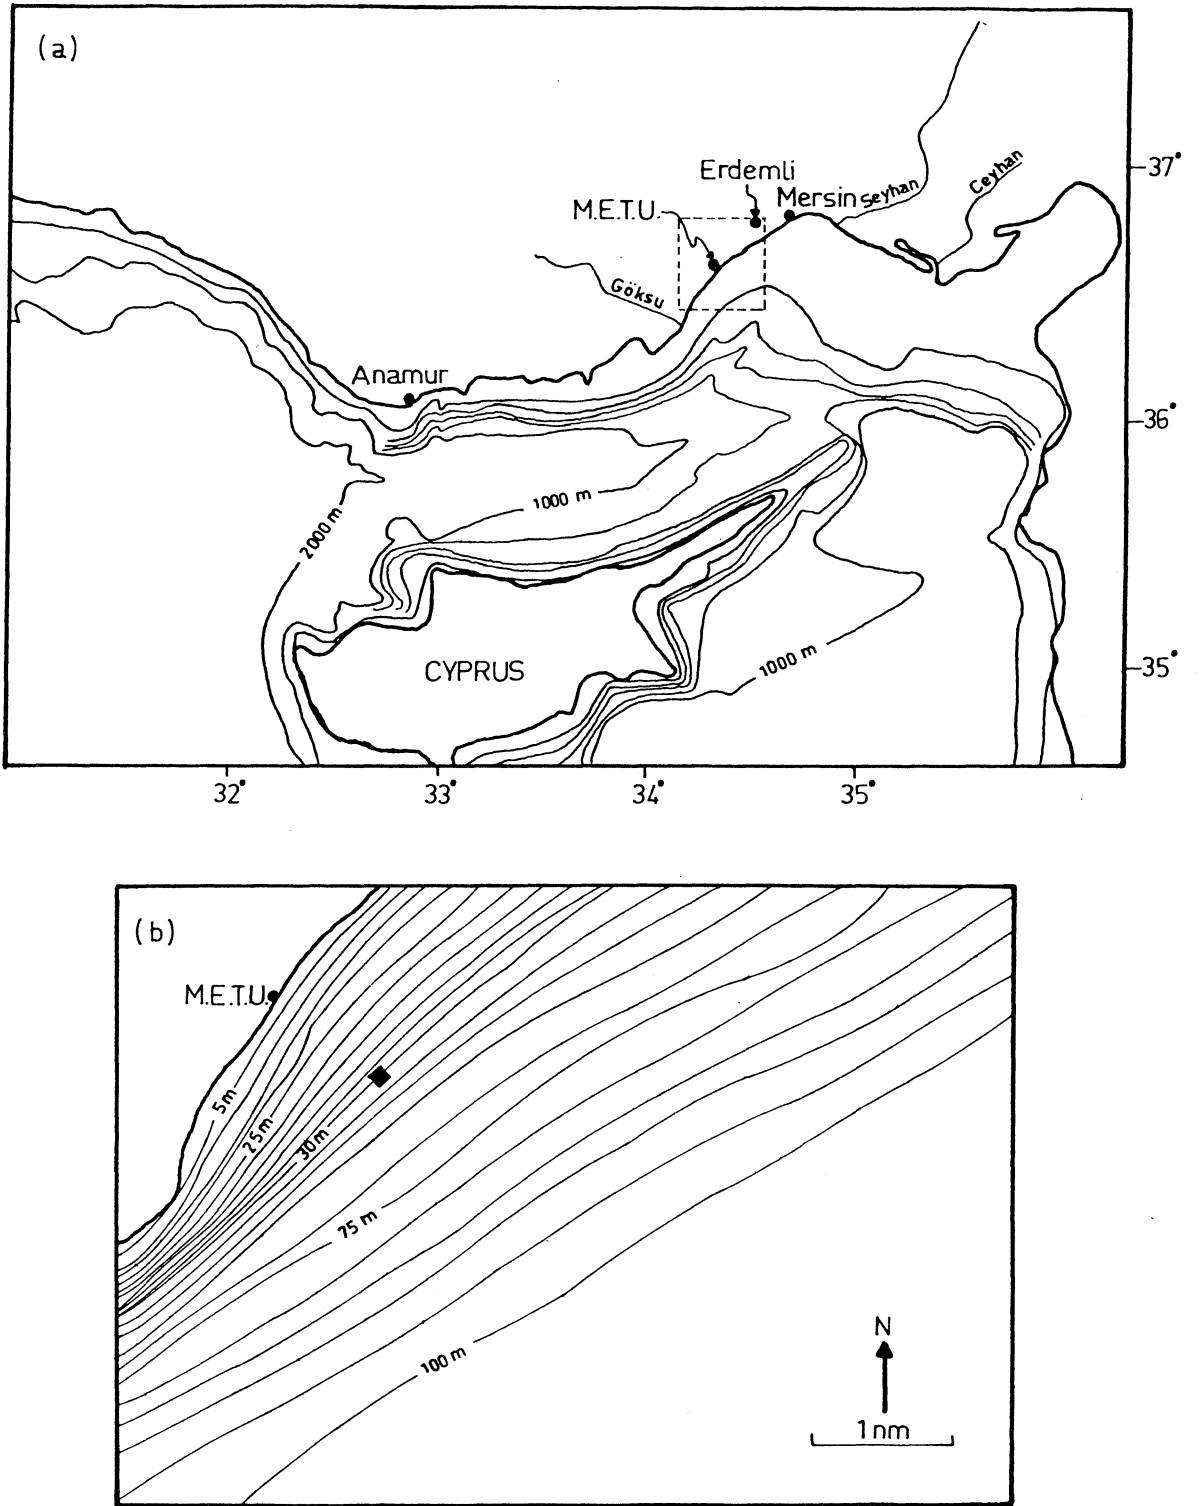 (a)
37°
Erdemli
Mersin
Seyhan
Ceyhan
M.E.T.U.
Göksu
Anamur
36°
1000 m
2000 m
CYPRUS
1000 m
35°
32°
33°
34°
35°
(b)
M.E.T.U.
5m
25m
30m
75 m
100 m
N
1nm